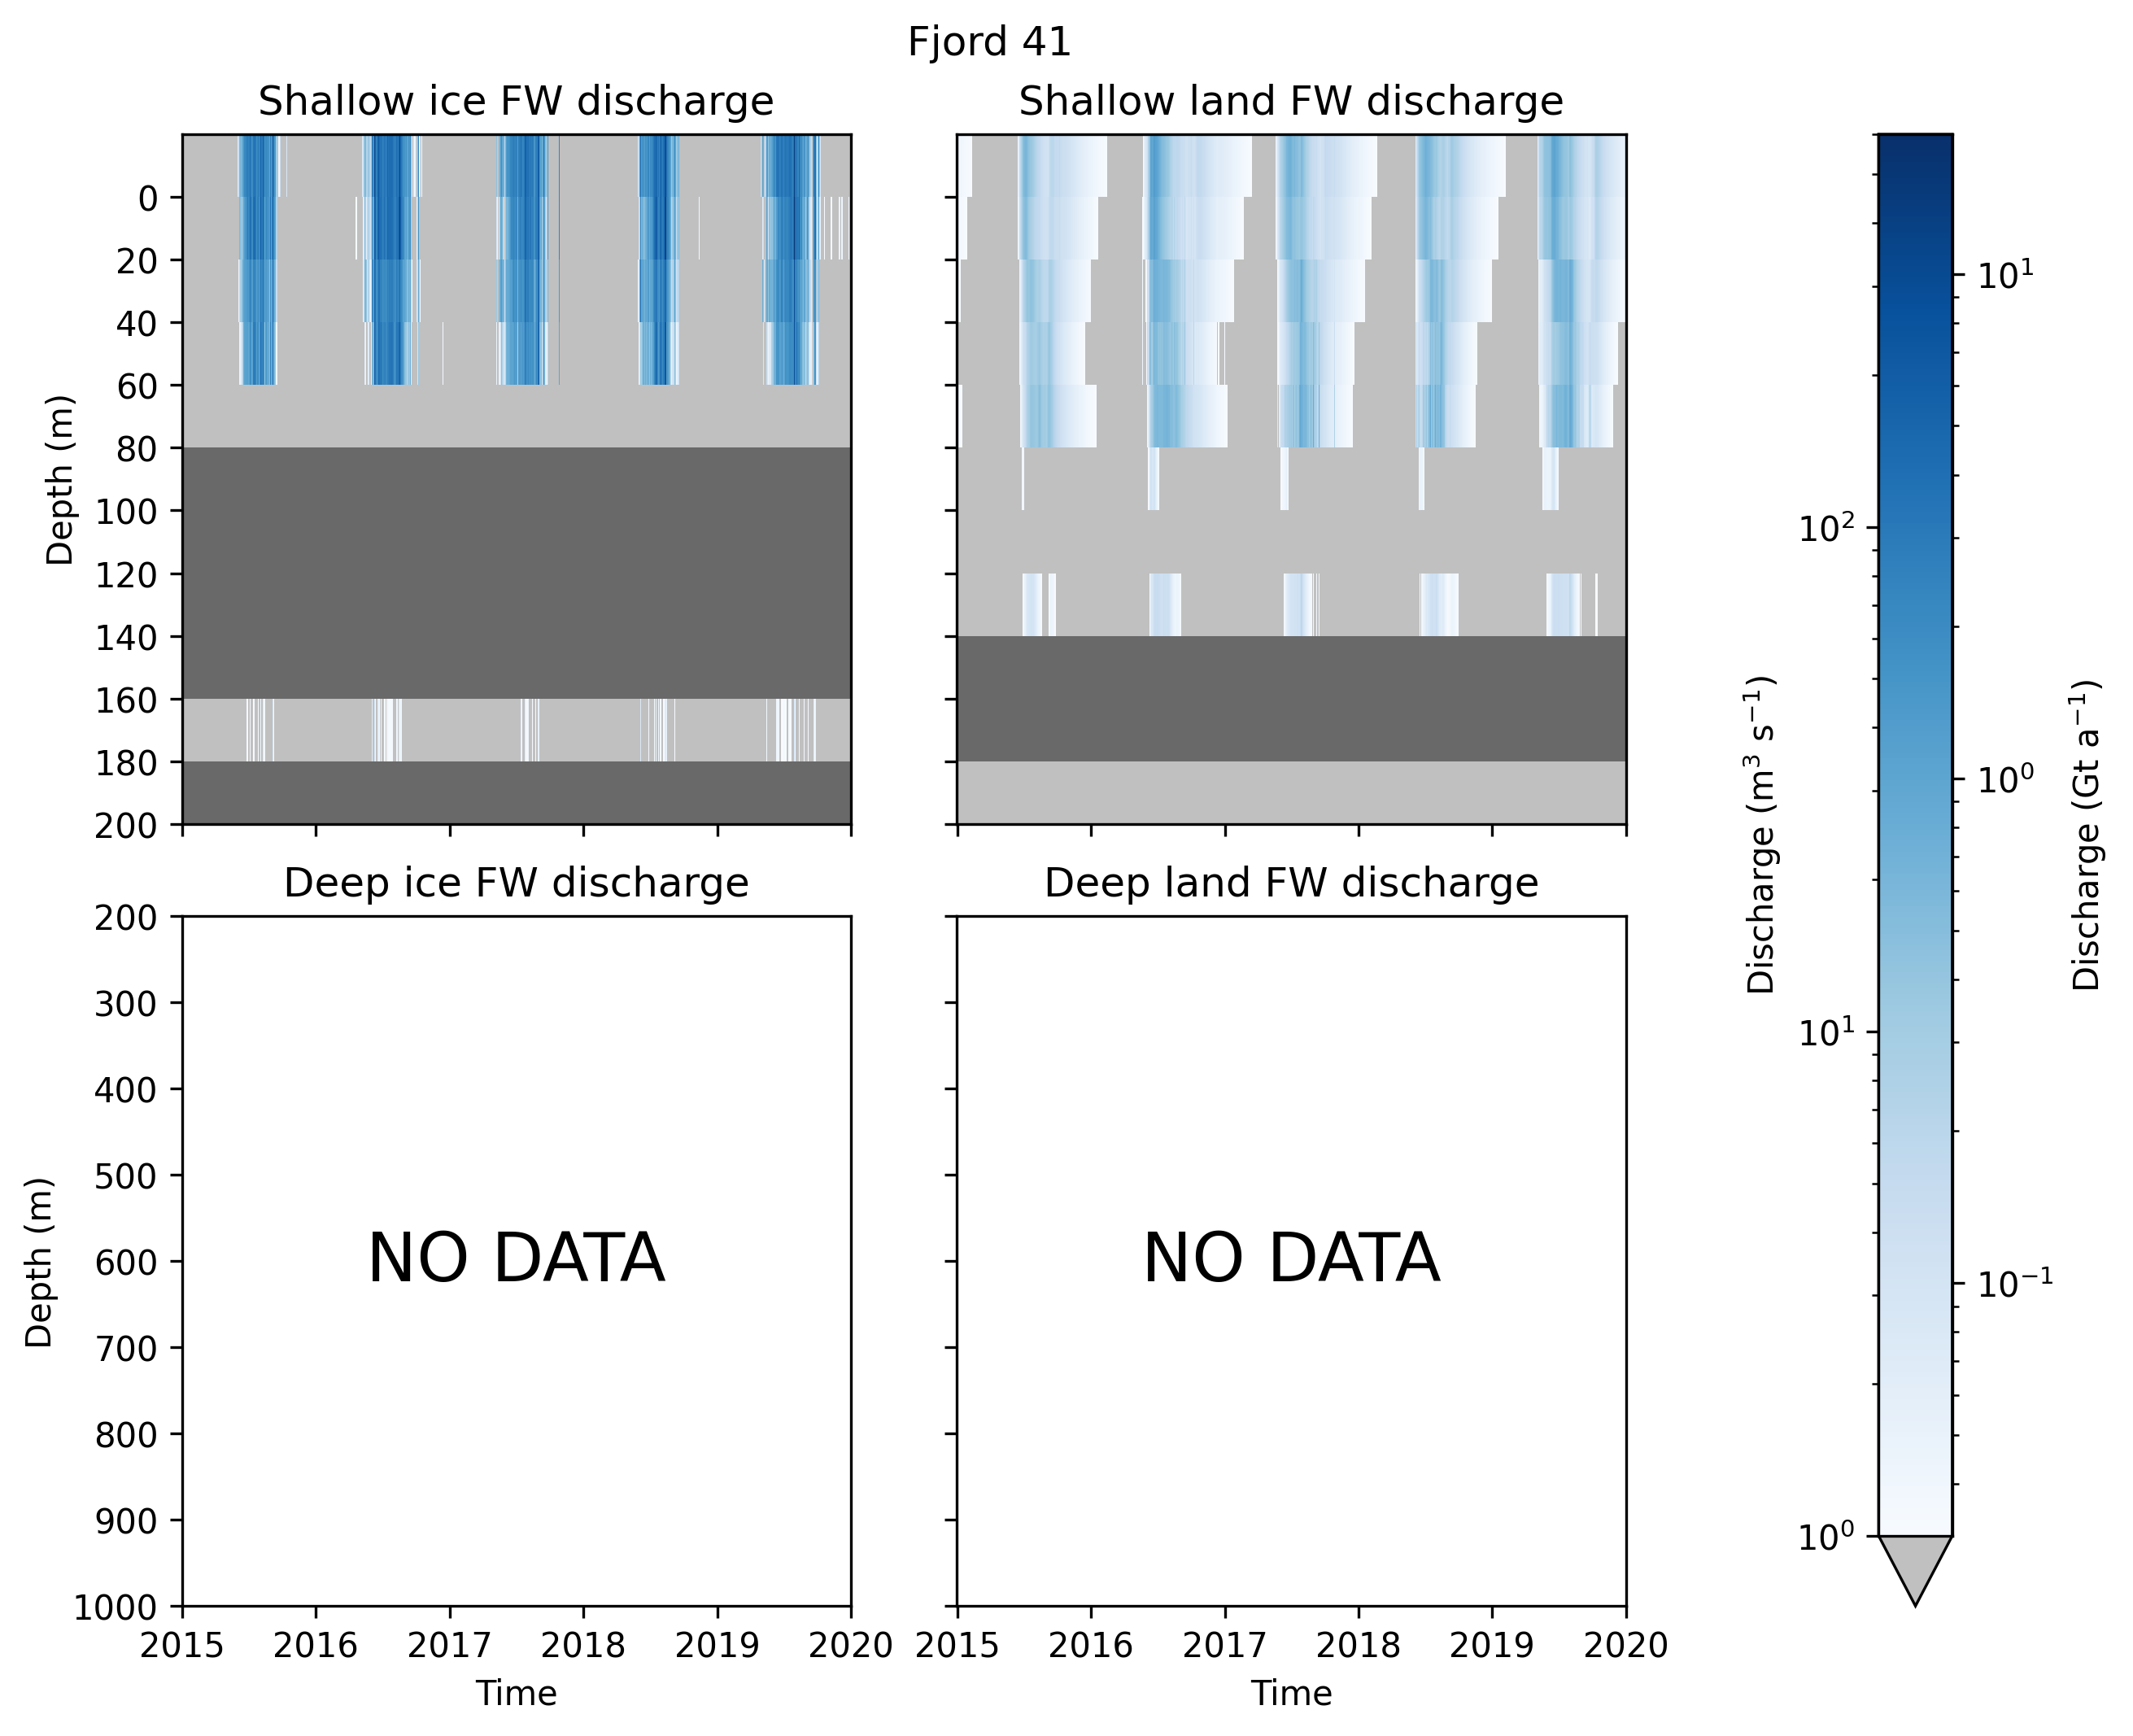 Fjord 41
Shallow ice FW discharge
Shallow land FW discharge
0
20
40
60
80
100
120
140
160
180
200
Depth (m)
Deep ice FW discharge
Deep land FW discharge
200
300
400
500
600
700
800
900
1000
Depth (m)
NO DATA
NO DATA
2015 2016 2017 2018 2019 2020
2015 2016 2017 2018 2019 2020
Time
Time
10²
10¹
10⁰
Discharge (m³ s⁻¹)
10¹
10⁰
10⁻¹
Discharge (Gt a⁻¹)